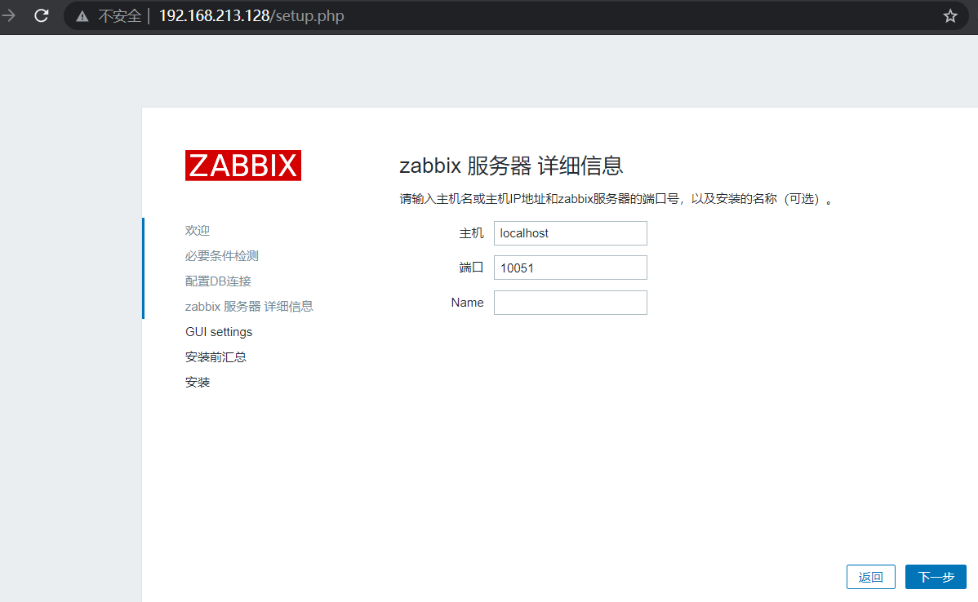 不安全 | 192.168.213.128/setup.php
ZABBIX
欢迎
必要条件检测
配置DB连接
zabbix 服务器 详细信息
GUI settings
安装前汇总
安装
zabbix 服务器 详细信息
请输入主机名或主机IP地址和zabbix服务器的端口号，以及安装的名称（可选）。
主机 localhost
端口 10051
Name
返回 下一步